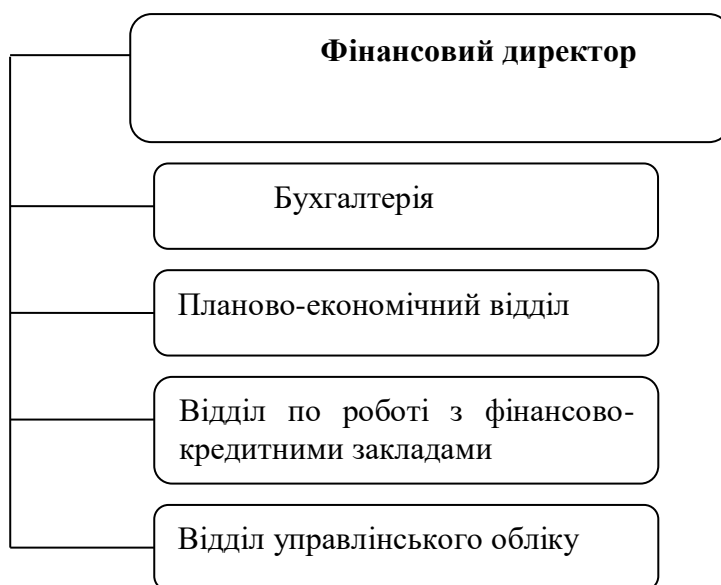 Фінансовий директор
Бухгалтерія
Планово-економічний відділ
Відділ по роботі з фінансово-
кредитними закладами
Відділ управлінського обліку